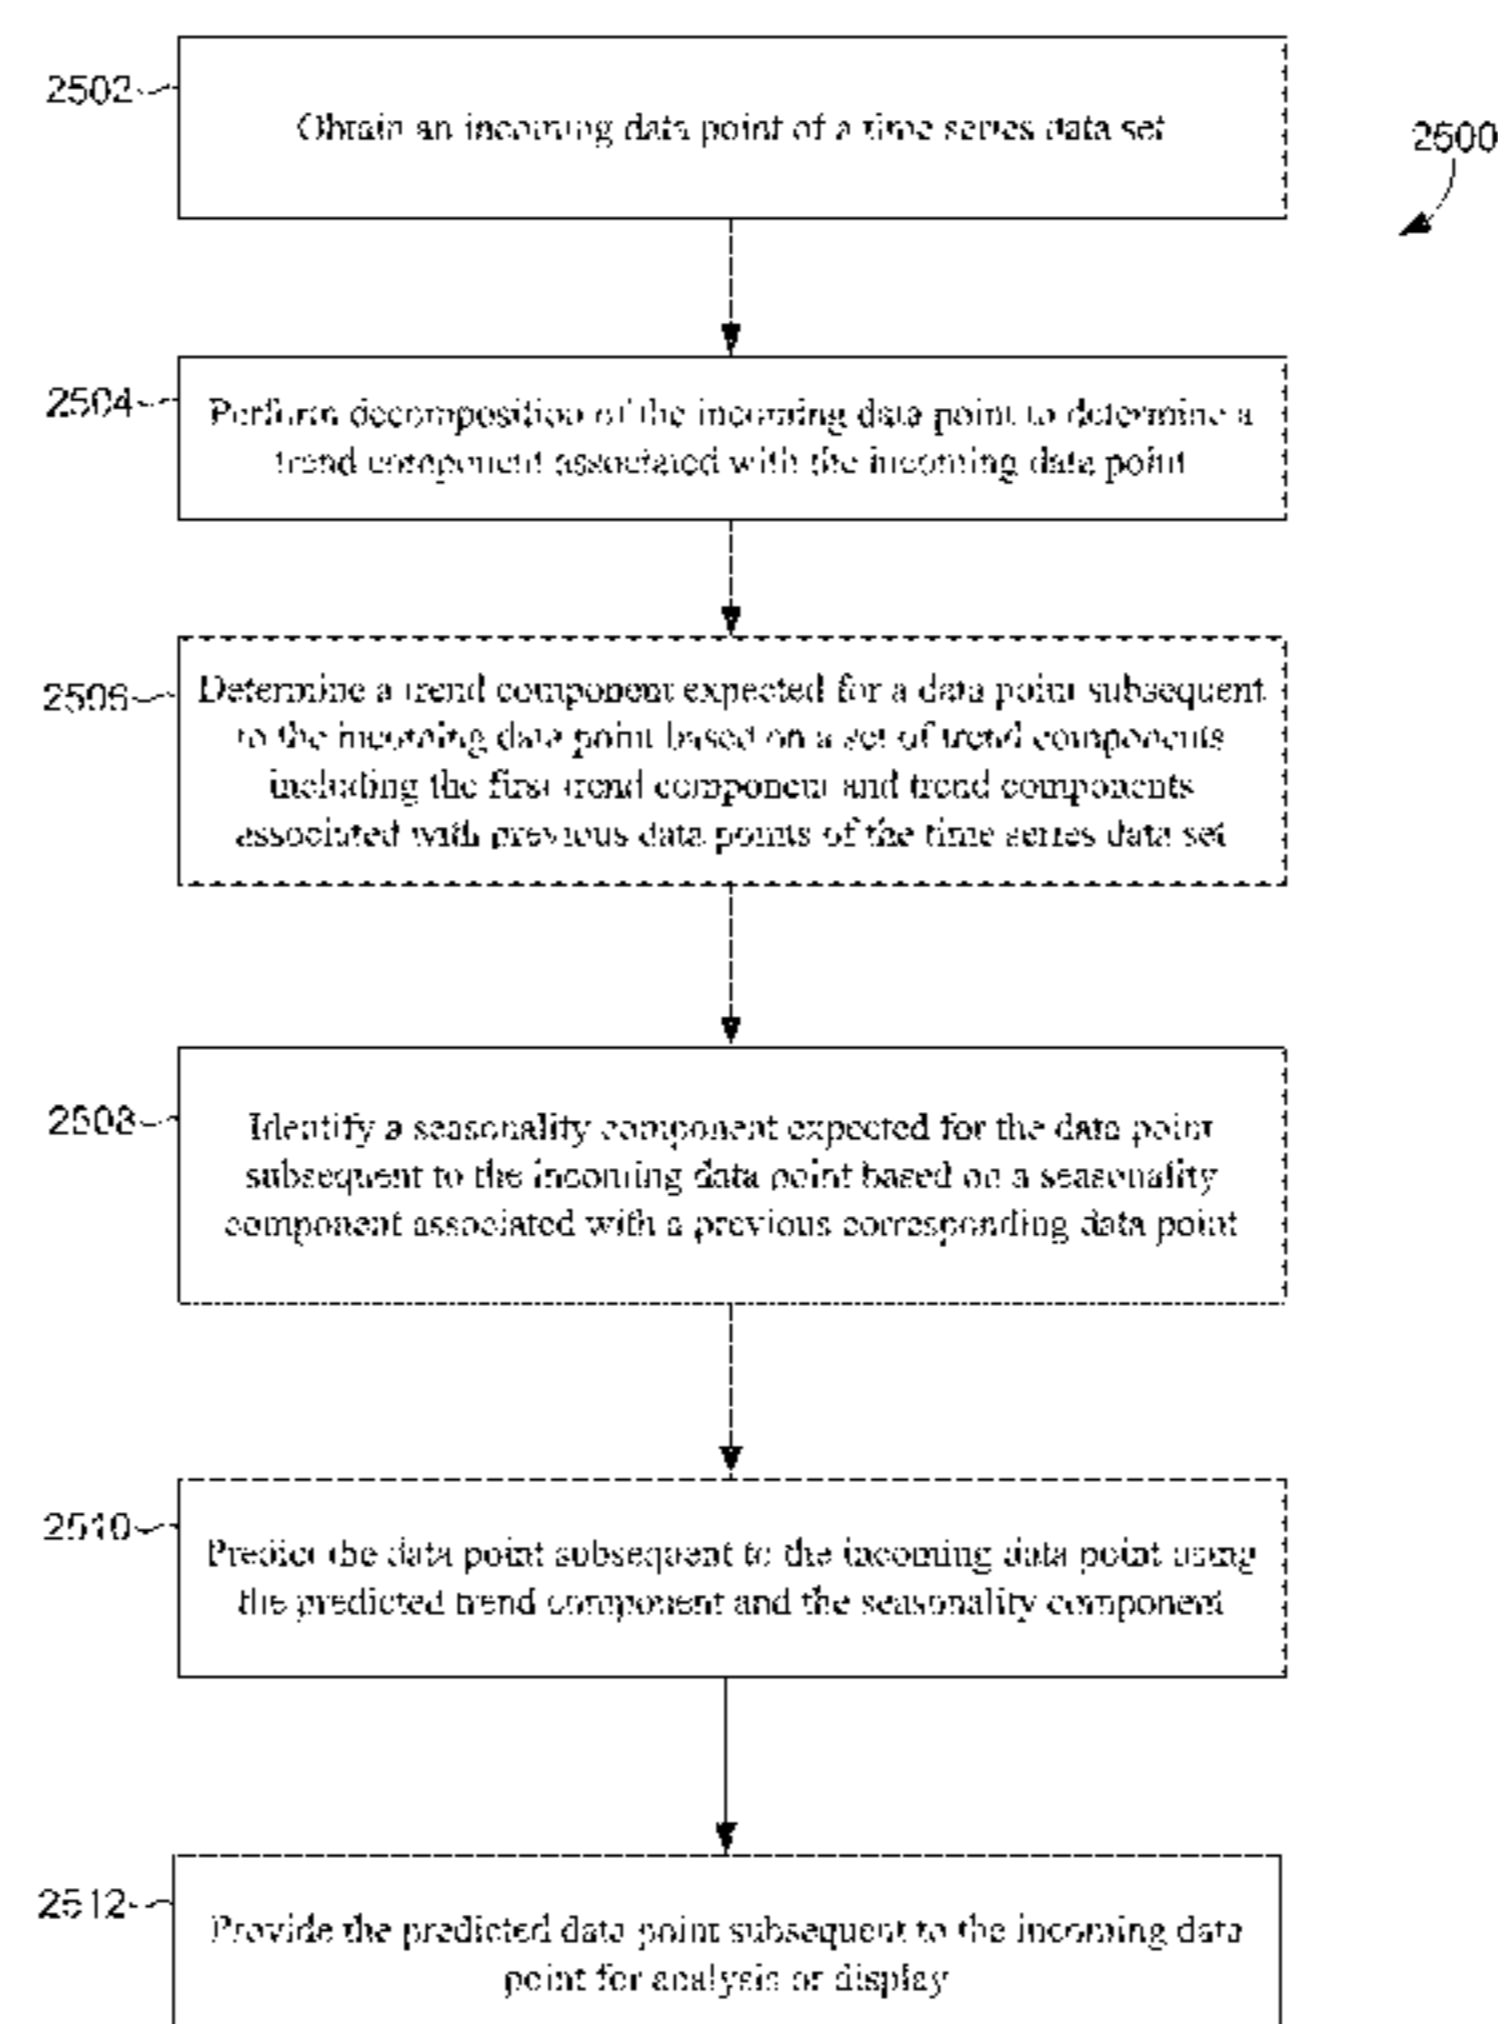 2502
Obtain an incoming data point of a time series data set
2500
2504
Perform decomposition of the incoming data point to determine a
trend component associated with the incoming data point
2506
Determine a trend component expected for a data point subsequent
to the incoming data point based on a set of trend components
including the first trend component and trend components
associated with previous data points of the time series data set
2508
Identify a seasonality component expected for the data point
subsequent to the incoming data point based on a seasonality
component associated with a previous corresponding data point
2510
Predict the data point subsequent to the incoming data point using
the predicted trend component and the seasonality component
2512
Provide the predicted data point subsequent to the incoming data
point for analysis or display